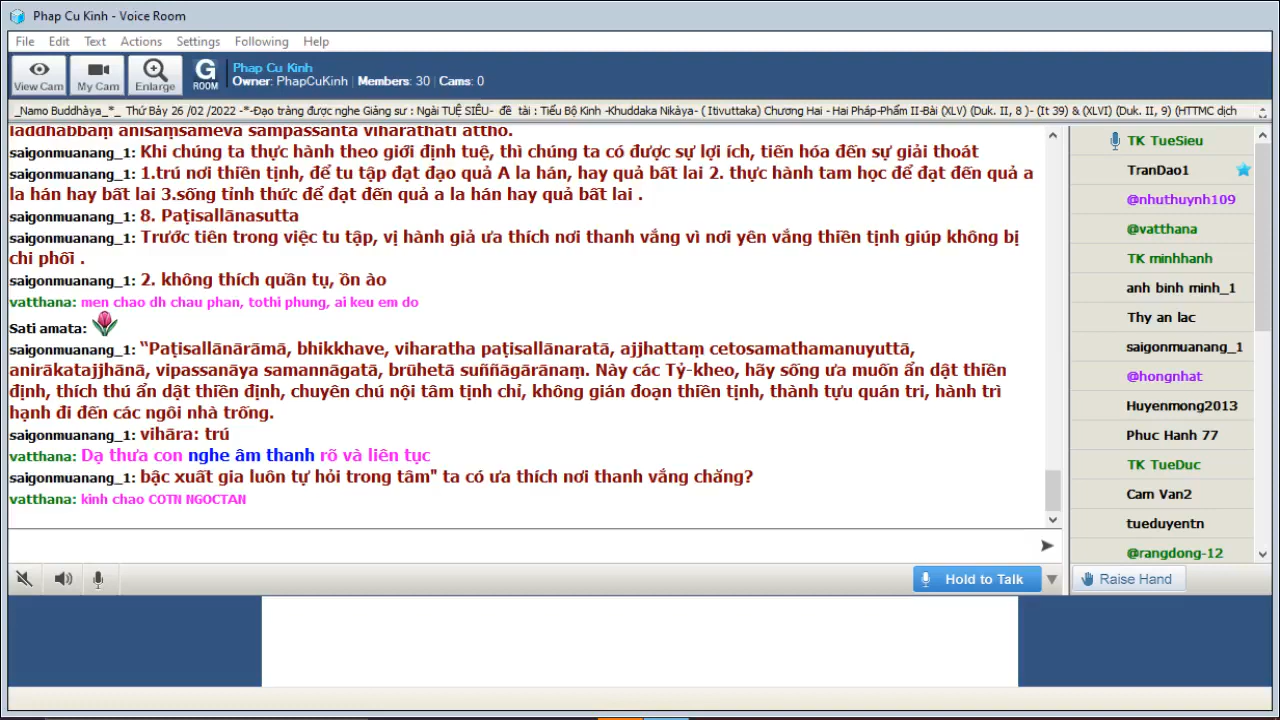 Phap Cu Kinh - Voice Room
File Edit Text Actions Settings Following Help
View Cam My Cam Enlarge G ROOM
Phap Cu Kinh
Owner: PhapCuKinh | Members: 30 | Cams: 0
_Namo Buddhàya_*_ Thứ Bảy 26 /02 /2022 -*-Đạo tràng được nghe Giảng sư : Ngài TUỆ SIÊU- đề tài : Tiểu Bộ Kinh -Khuddaka Nikàya- ( Itivuttaka) Chương Hai - Hai Pháp-Phẩm II-Bài (XLV) (Duk. II, 8 )- (It 39) & (XLVI) (Duk. II, 9) (HTTMC dịch
laddhabbaṃ ānisaṃsameva sampassantā viharathāti attho.
saigonmuanang_1: Khi chúng ta thực hành theo giới định tuệ, thì chúng ta có được sự lợi ích, tiến hóa đến sự giải thoát
saigonmuanang_1: 1.trú nơi thiền tịnh, để tu tập đạt đạo quả A la hán, hay quả bất lai 2. thực hành tam học để đạt đến quả a
la hán hay bất lai 3.sống tỉnh thức để đạt đến quả a la hán hay quả bất lai .
saigonmuanang_1: 8. Paṭisallānasutta
saigonmuanang_1: Trước tiên trong việc tu tập, vị hành giả ưa thích nơi thanh vắng vì nơi yên vắng thiền tịnh giúp không bị
chi phối .
saigonmuanang_1: 2. không thích quần tụ, ồn ào
vatthana: men chao dh chau phan, tothi phung, ai keu em do
Sati amata:
saigonmuanang_1: “Paṭisallānārāmā, bhikkhave, viharatha paṭisallānaratā, ajjhattaṃ cetosamathamanuyuttā,
anirākatajjhānā, vipassanāya samannāgatā, brūhetā suññāgārānaṃ. Này các Tỷ-kheo, hãy sống ưa muốn ẩn dật thiền
định, thích thú ẩn dật thiền định, chuyên chú nội tâm tịnh chỉ, không gián đoạn thiền tịnh, thành tựu quán tri, hành trì
hạnh đi đến các ngôi nhà trống.
saigonmuanang_1: vihāra: trú
vatthana: Dạ thưa con nghe âm thanh rõ và liên tục
saigonmuanang_1: bậc xuất gia luôn tự hỏi trong tâm" ta có ưa thích nơi thanh vắng chăng?
vatthana: kinh chao COTN NGOCTAN
Hold to Talk
TK TueSieu
TranDao1
@nhuthuynh109
@vatthana
TK minhhanh
anh binh minh_1
Thy an lac
saigonmuanang_1
@hongnhat
Huyenmong2013
Phuc Hanh 77
TK TueDuc
Cam Van2
tueduyentn
@rangdong-12
Raise Hand